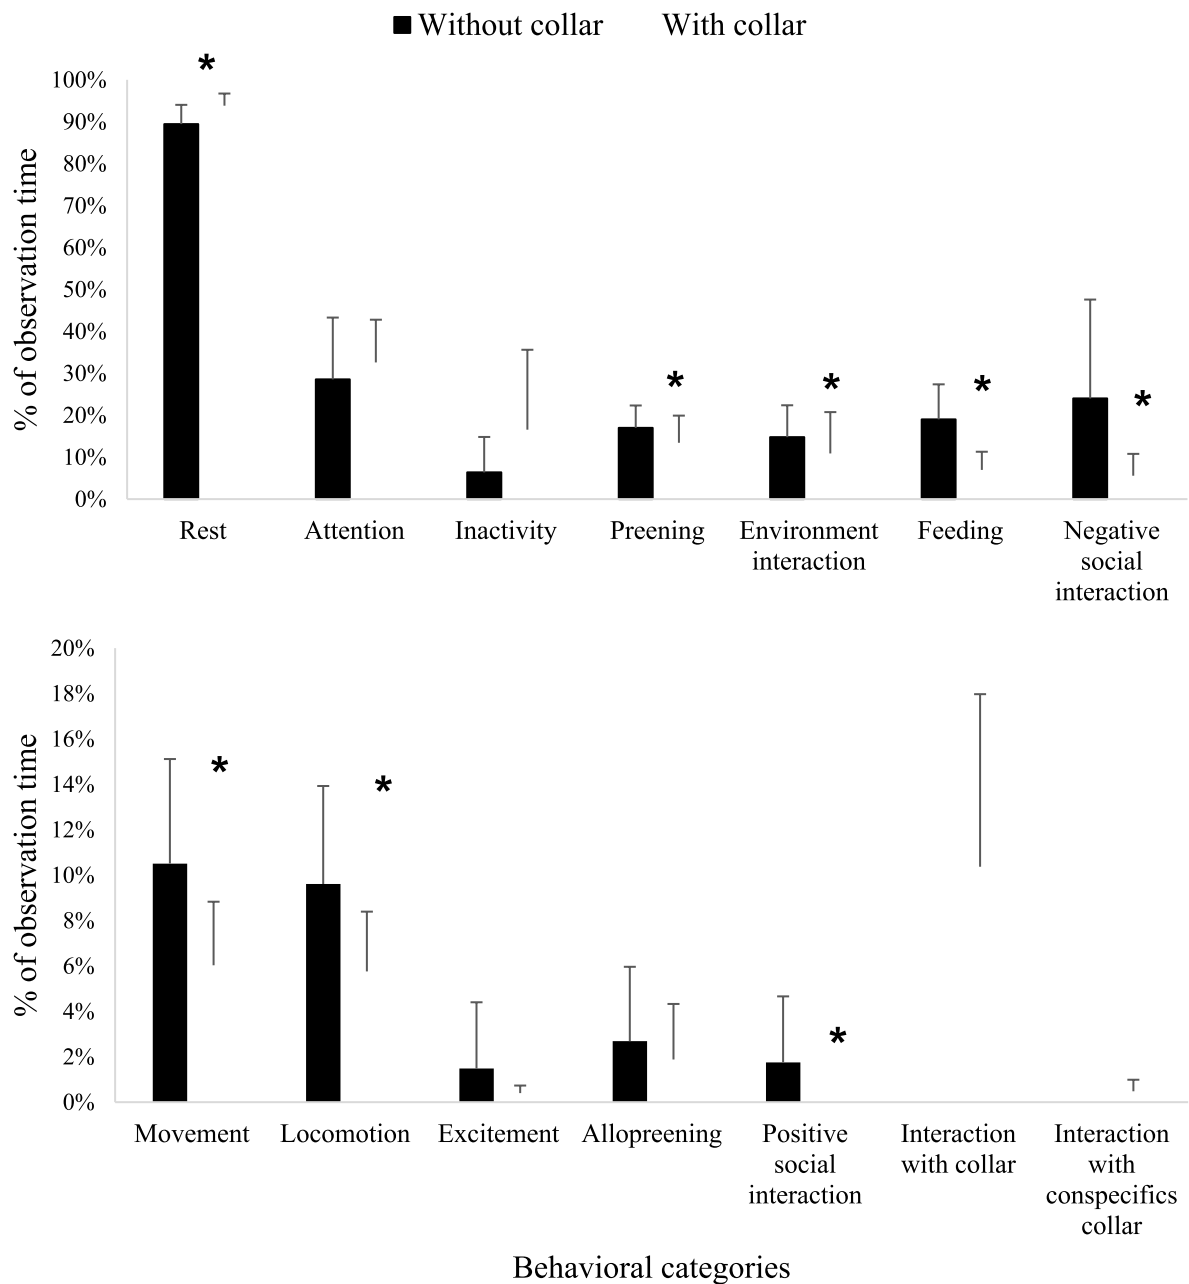 Without collar With collar
*
100%
90%
80%
70%
60%
50%
40%
30%
20%
10%
0%
% of observation time
* * * *
Rest Attention Inactivity Preening Environment interaction Feeding Negative social interaction
20%
18%
16%
14%
12%
10%
8%
6%
4%
2%
0%
% of observation time
* * *
Movement Locomotion Excitement Allopreening Positive social interaction Interaction with collar Interaction with conspecifics collar
Behavioral categories